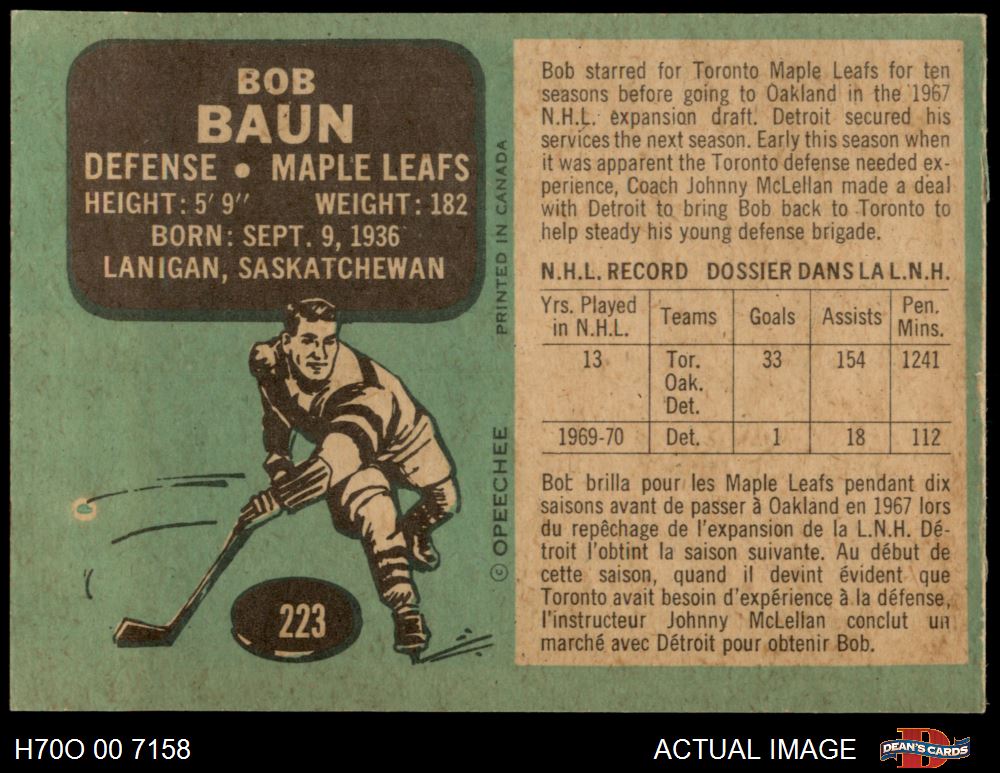 BOB
BAUN
DEFENSE • MAPLE LEAFS
HEIGHT: 5' 9" WEIGHT: 182
BORN: SEPT. 9, 1936
LANIGAN, SASKATCHEWAN
223
© OPEECHEE PRINTED IN CANADA
Bob starred for Toronto Maple Leafs for ten
seasons before going to Oakland in the 1967
N.H.L. expansion draft. Detroit secured his
services the next season. Early this season when
it was apparent the Toronto defense needed ex-
perience, Coach Johnny McLellan made a deal
with Detroit to bring Bob back to Toronto to
help steady his young defense brigade.
N.H.L. RECORD DOSSIER DANS LA L.N.H.
Yrs. Played in N.H.L. Teams Goals Assists Pen. Mins.
13 Tor. 33 154 1241
Oak.
Det.
1969-70 Det. 1 18 112
Bob brilla pour les Maple Leafs pendant dix
saisons avant de passer à Oakland en 1967 lors
du repêchage de l'expansion de la L.N.H. Dé-
troit l'obtint la saison suivante. Au début de
cette saison, quand il devint évident que
Toronto avait besoin d'expérience à la défense,
l'instructeur Johnny McLellan conclut un
marché avec Détroit pour obtenir Bob.
H70O 00 7158
ACTUAL IMAGE
DEAN'S CARDS